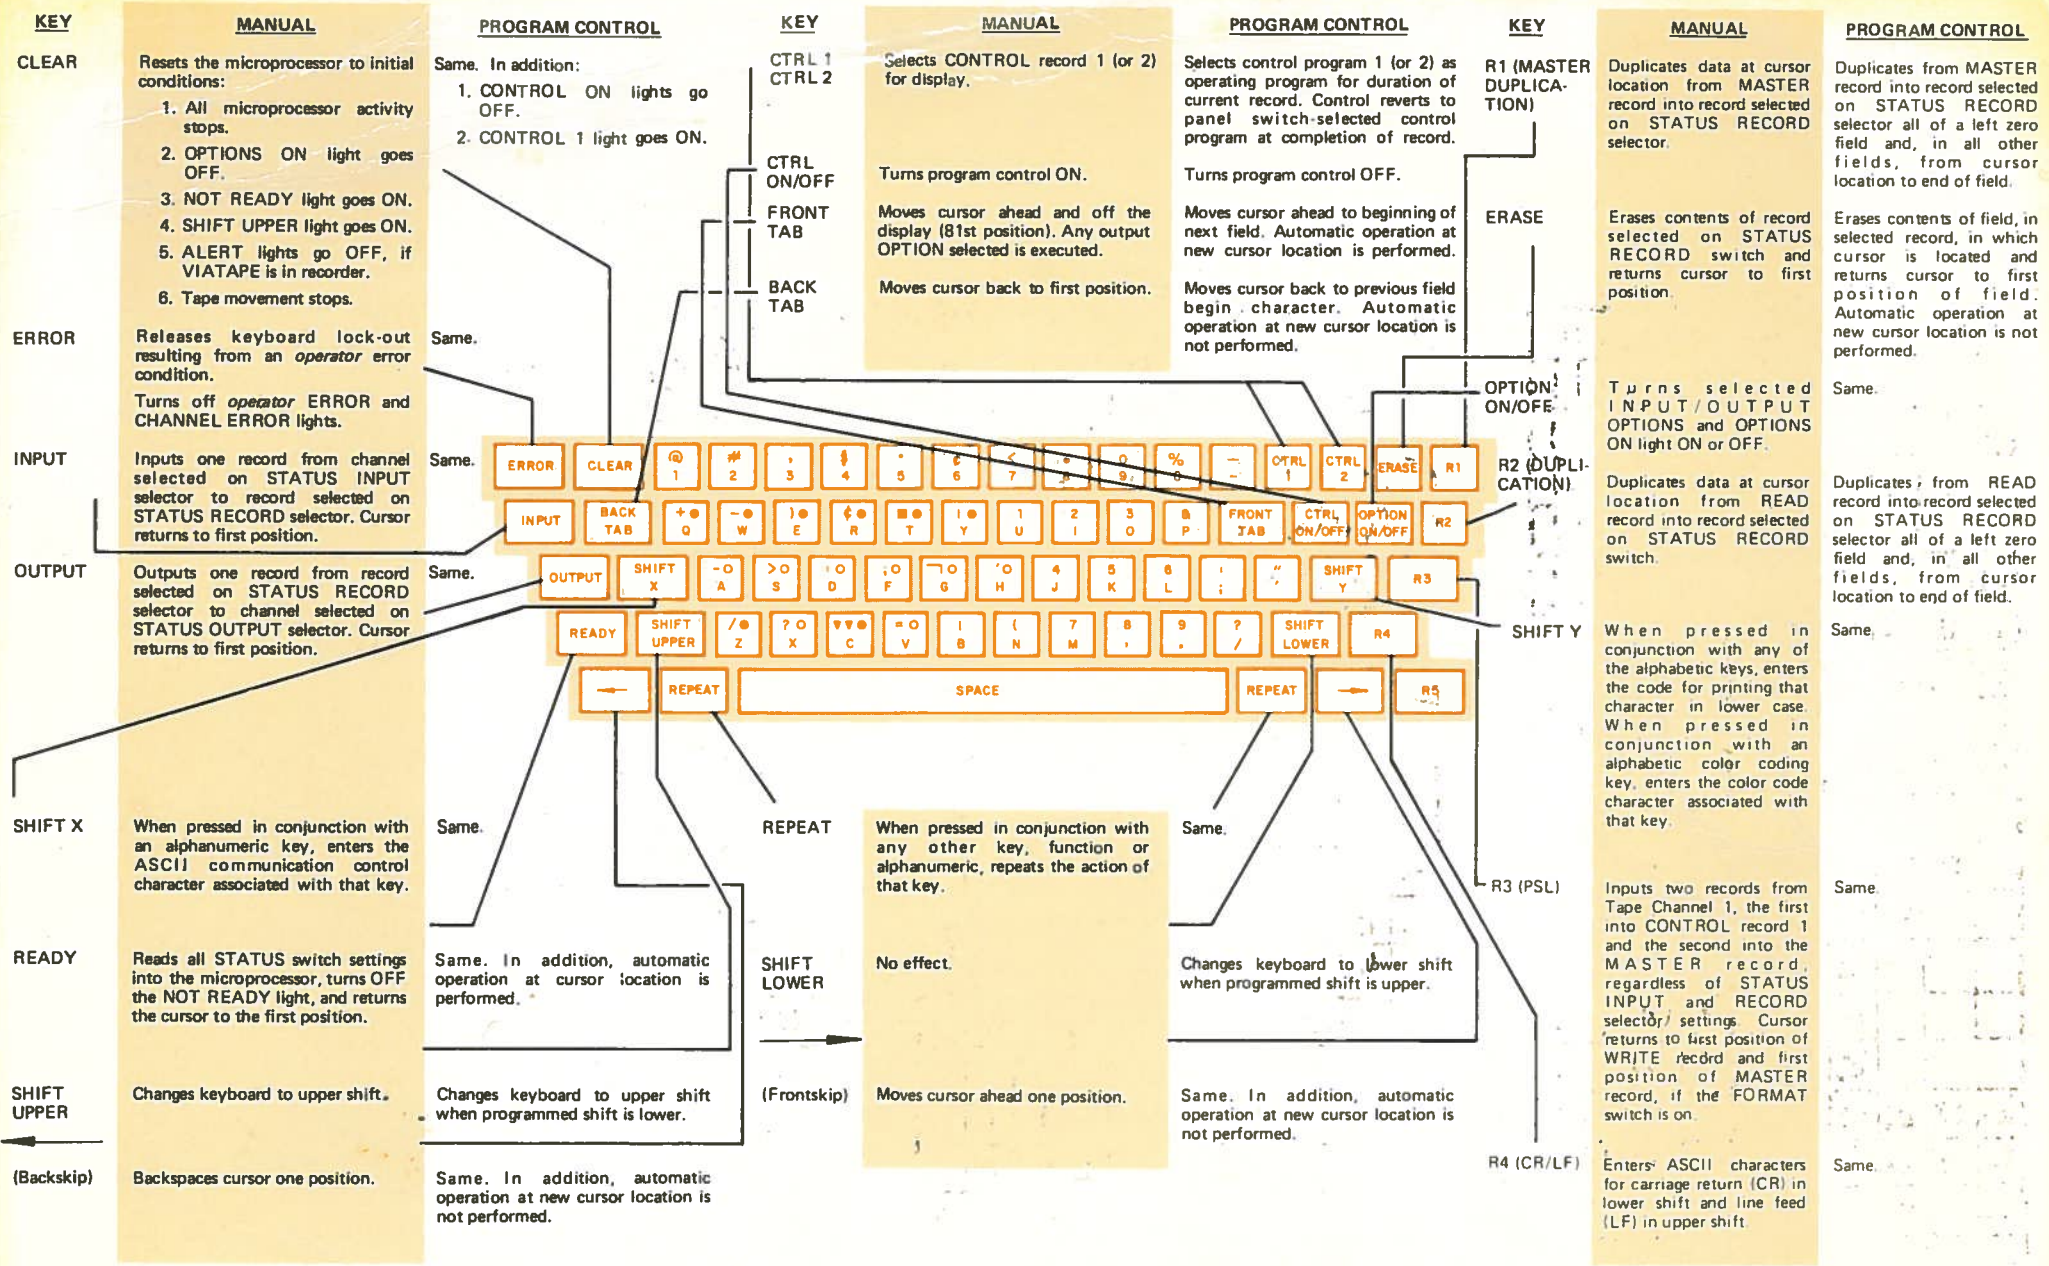 KEY
MANUAL
PROGRAM CONTROL
CLEAR
Resets the microprocessor to initial
conditions:
1. All microprocessor activity
stops.
2. OPTIONS ON light goes
OFF.
3. NOT READY light goes ON.
4. SHIFT UPPER light goes ON.
5. ALERT lights go OFF, if
VIATAPE is in recorder.
6. Tape movement stops.
Same. In addition:
1. CONTROL ON lights go
OFF.
2. CONTROL 1 light goes ON.
ERROR
Releases keyboard lock-out
resulting from an operator error
condition.
Turns off operator ERROR and
CHANNEL ERROR lights.
Same.
INPUT
Inputs one record from channel
selected on STATUS INPUT
selector to record selected on
STATUS RECORD selector. Cursor
returns to first position.
Same.
OUTPUT
Outputs one record from record
selected on STATUS RECORD
selector to channel selected on
STATUS OUTPUT selector. Cursor
returns to first position.
Same.
SHIFT X
When pressed in conjunction with
an alphanumeric key, enters the
ASCII communication control
character associated with that key.
Same.
READY
Reads all STATUS switch settings
into the microprocessor, turns OFF
the NOT READY light, and returns
the cursor to the first position.
Same. In addition, automatic
operation at cursor location is
performed.
SHIFT
UPPER
Changes keyboard to upper shift.
Changes keyboard to upper shift
when programmed shift is lower.
(Backskip)
Backspaces cursor one position.
Same. In addition, automatic
operation at new cursor location is
not performed.
KEY
MANUAL
PROGRAM CONTROL
CTRL 1
CTRL 2
Selects CONTROL record 1 (or 2)
for display.
Selects control program 1 (or 2) as
operating program for duration of
current record. Control reverts to
panel switch-selected control
program at completion of record.
CTRL
ON/OFF
Turns program control ON.
Turns program control OFF.
FRONT
TAB
Moves cursor ahead and off the
display (81st position). Any output
OPTION selected is executed.
Moves cursor ahead to beginning of
next field. Automatic operation at
new cursor location is performed.
BACK
TAB
Moves cursor back to first position.
Moves cursor back to previous field
begin character. Automatic
operation at new cursor location is
not performed.
ERROR CLEAR @ # , $ * ¢ < % — CTRL CTRL ERASE R1
1 2 3 4 5 6 7 8 9 0 - 1 2
INPUT BACK +● -● )● ¢● ■● |● 1 2 3 & FRONT CTRL OPTION R2
TAB Q W E R T Y U I O P TAB ON/OFF ON/OFF
OUTPUT SHIFT -O >O :O ;O ¬O 'O 4 5 6 : " SHIFT R3
X A S D F G H J K L ; ' Y
READY SHIFT /● ?O ▼▼● =O ! ( 7 8 9 ? SHIFT R4
UPPER Z X C V B N M , . / LOWER
← REPEAT SPACE REPEAT → R5
REPEAT
When pressed in conjunction with
any other key, function or
alphanumeric, repeats the action of
that key.
Same.
SHIFT
LOWER
No effect.
Changes keyboard to lower shift
when programmed shift is upper.
(Frontskip)
Moves cursor ahead one position.
Same. In addition, automatic
operation at new cursor location is
not performed.
KEY
MANUAL
PROGRAM CONTROL
R1 (MASTER
DUPLICA-
TION)
Duplicates data at cursor
location from MASTER
record into record selected
on STATUS RECORD
selector.
Duplicates from MASTER
record into record selected
on STATUS RECORD
selector all of a left zero
field and, in all other
fields, from cursor
location to end of field.
ERASE
Erases contents of record
selected on STATUS
RECORD switch and
returns cursor to first
position.
Erases contents of field, in
selected record, in which
cursor is located and
returns cursor to first
position of field.
Automatic operation at
new cursor location is not
performed.
OPTION
ON/OFF
Turns selected
INPUT/OUTPUT
OPTIONS and OPTIONS
ON light ON or OFF.
Same.
R2 (DUPLI-
CATION)
Duplicates data at cursor
location from READ
record into record selected
on STATUS RECORD
switch.
Duplicates from READ
record into record selected
on STATUS RECORD
selector all of a left zero
field and, in all other
fields, from cursor
location to end of field.
SHIFT Y
When pressed in
conjunction with any of
the alphabetic keys, enters
the code for printing that
character in lower case.
When pressed in
conjunction with an
alphabetic color coding
key, enters the color code
character associated with
that key.
Same.
R3 (PSL)
Inputs two records from
Tape Channel 1, the first
into CONTROL record 1
and the second into the
MASTER record,
regardless of STATUS
INPUT and RECORD
selector settings. Cursor
returns to first position of
WRITE record and first
position of MASTER
record, if the FORMAT
switch is on.
Same.
R4 (CR/LF)
Enters ASCII characters
for carriage return (CR) in
lower shift and line feed
(LF) in upper shift.
Same.